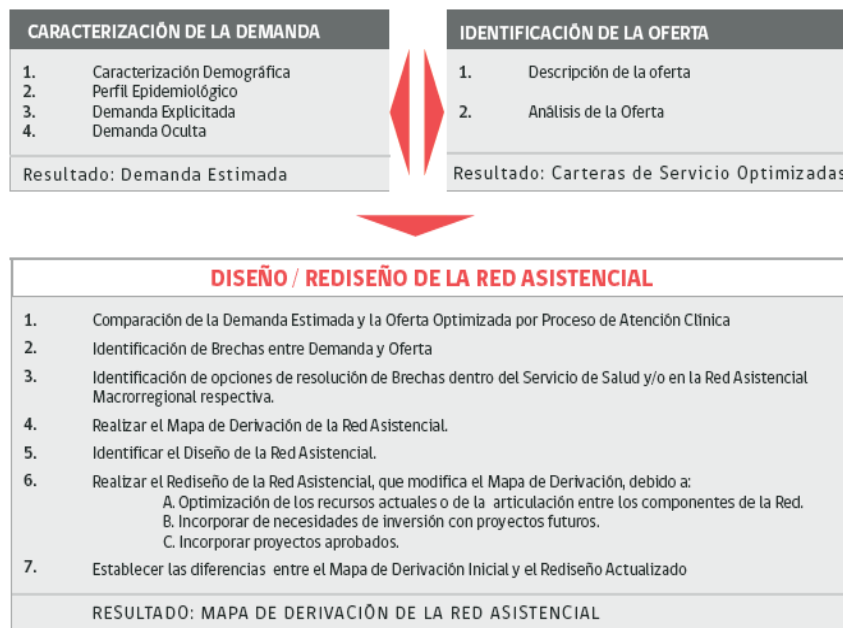 CARACTERIZACIÓN DE LA DEMANDA
1. Caracterización Demográfica
2. Perfil Epidemiológico
3. Demanda Explicitada
4. Demanda Oculta
Resultado: Demanda Estimada
IDENTIFICACIÓN DE LA OFERTA
1. Descripción de la oferta
2. Análisis de la Oferta
Resultado: Carteras de Servicio Optimizadas
DISEÑO / REDISEÑO DE LA RED ASISTENCIAL
1. Comparación de la Demanda Estimada y la Oferta Optimizada por Proceso de Atención Clínica
2. Identificación de Brechas entre Demanda y Oferta
3. Identificación de opciones de resolución de Brechas dentro del Servicio de Salud y/o en la Red Asistencial
Macrorregional respectiva.
4. Realizar el Mapa de Derivación de la Red Asistencial.
5. Identificar el Diseño de la Red Asistencial.
6. Realizar el Rediseño de la Red Asistencial, que modifica el Mapa de Derivación, debido a:
A. Optimización de los recursos actuales o de la articulación entre los componentes de la Red.
B. Incorporar de necesidades de inversión con proyectos futuros.
C. Incorporar proyectos aprobados.
7. Establecer las diferencias entre el Mapa de Derivación Inicial y el Rediseño Actualizado
RESULTADO: MAPA DE DERIVACIÓN DE LA RED ASISTENCIAL